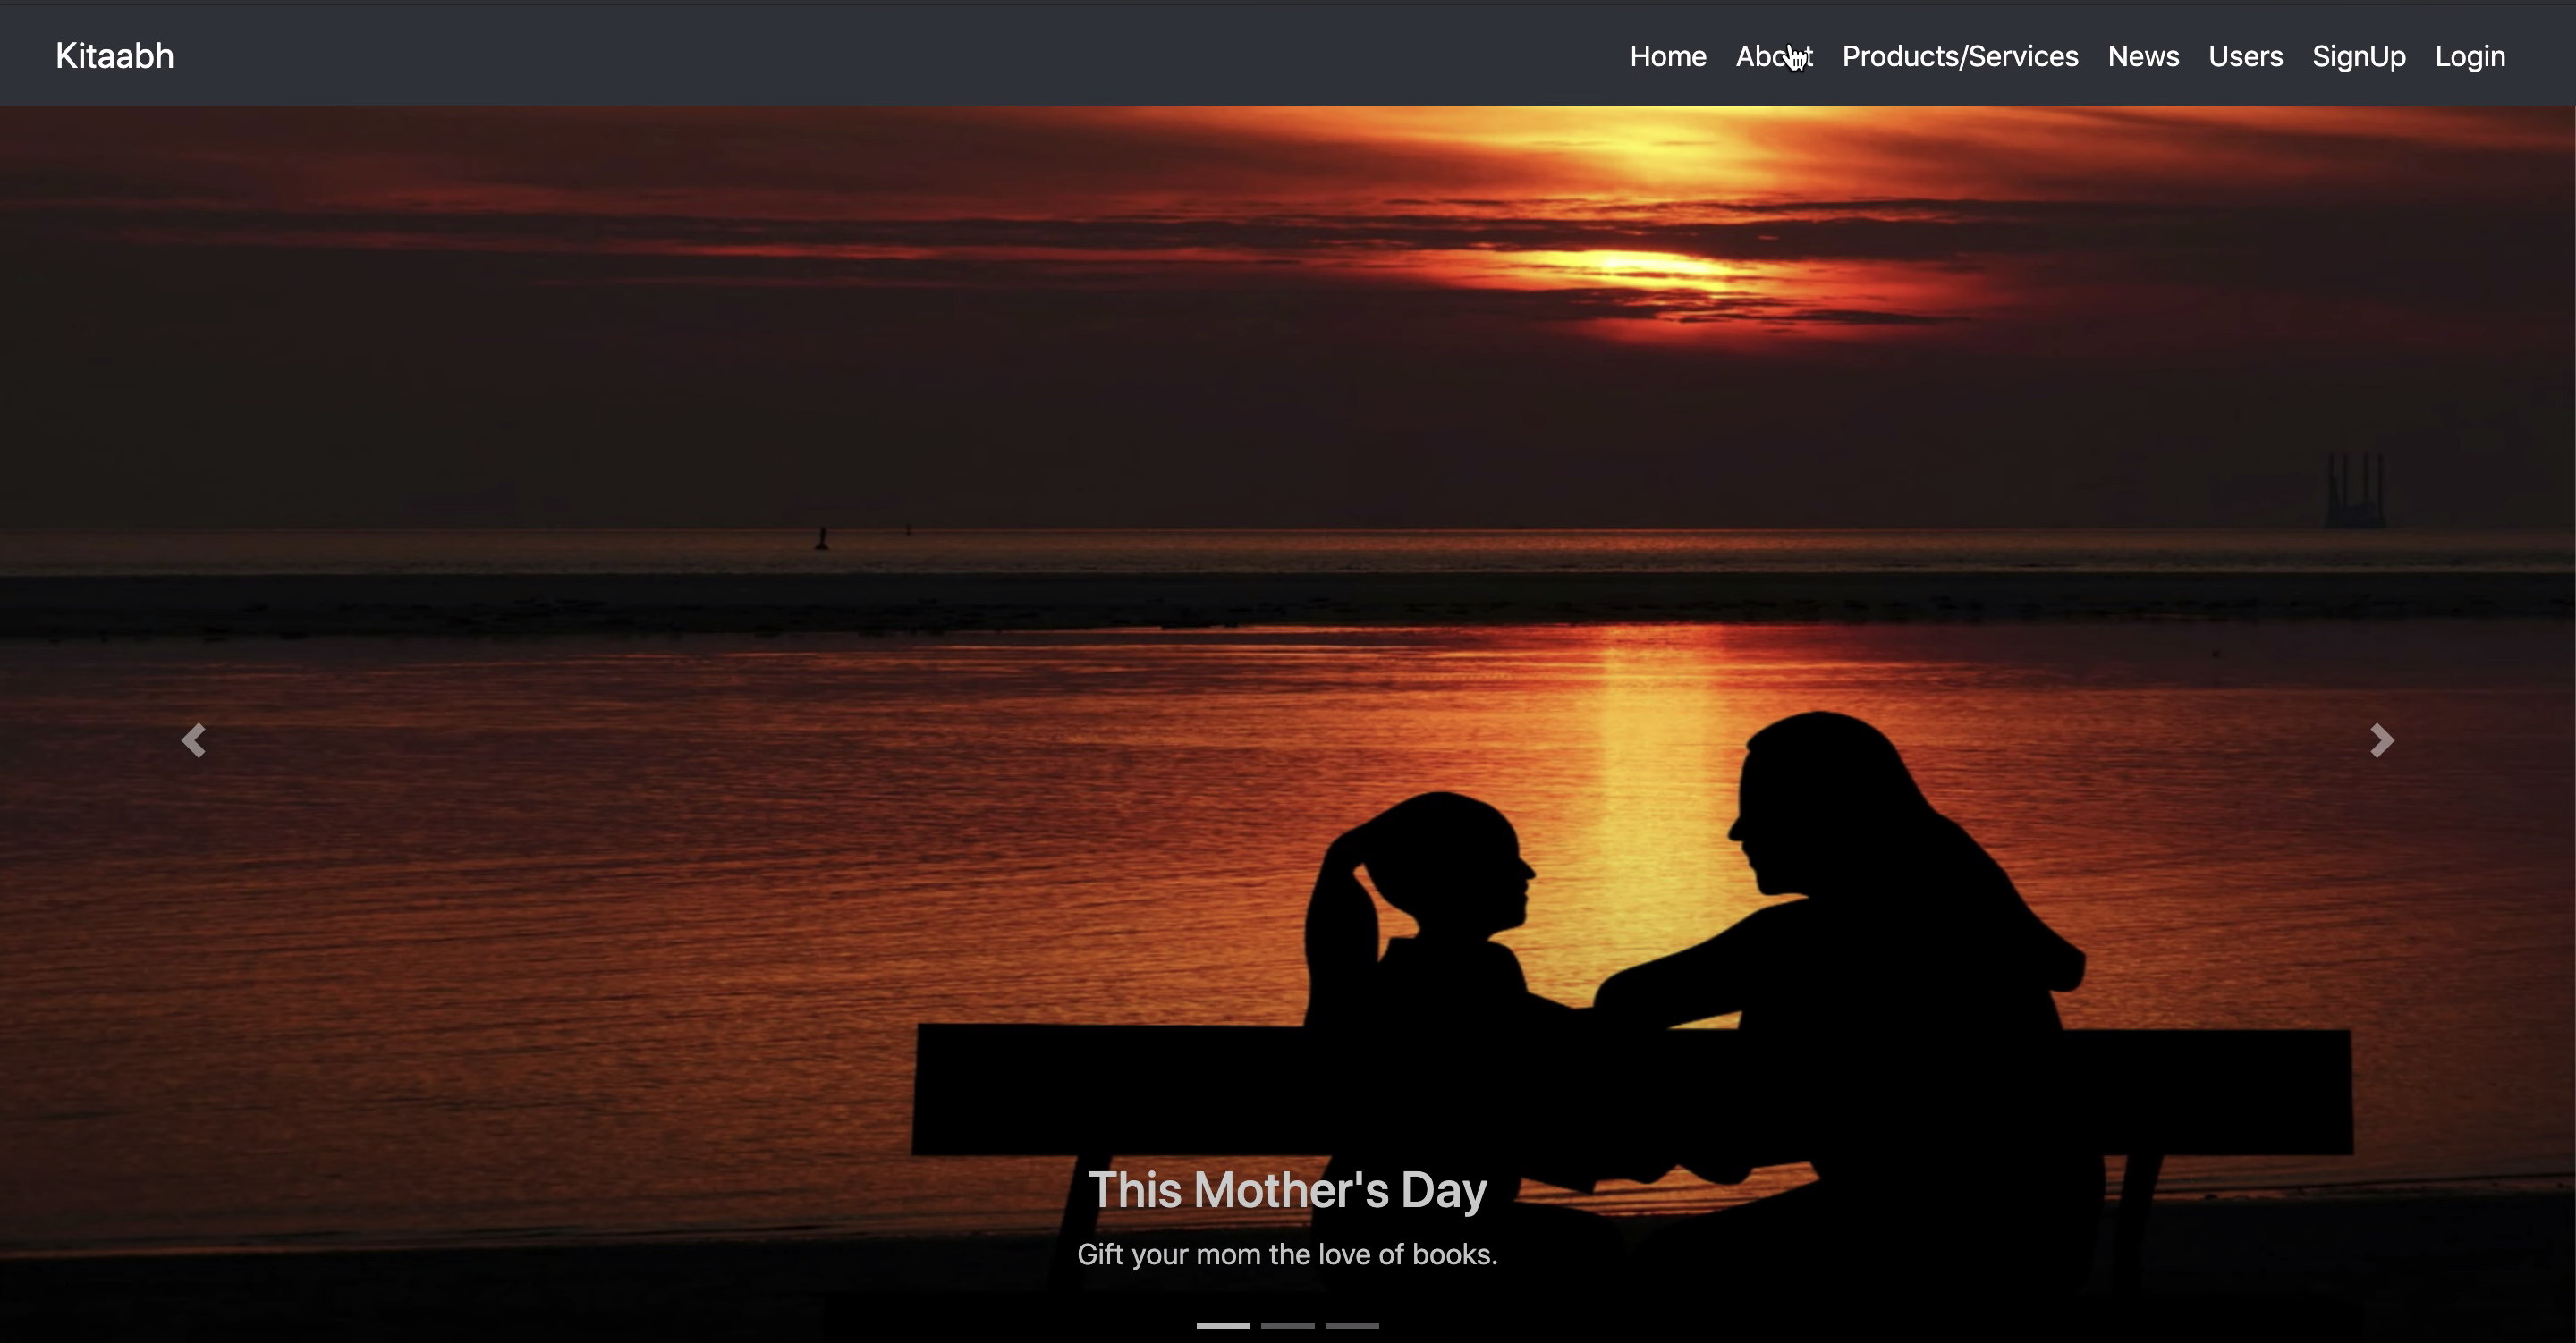 Kitaabh
Home About Products/Services News Users SignUp Login
This Mother's Day
Gift your mom the love of books.